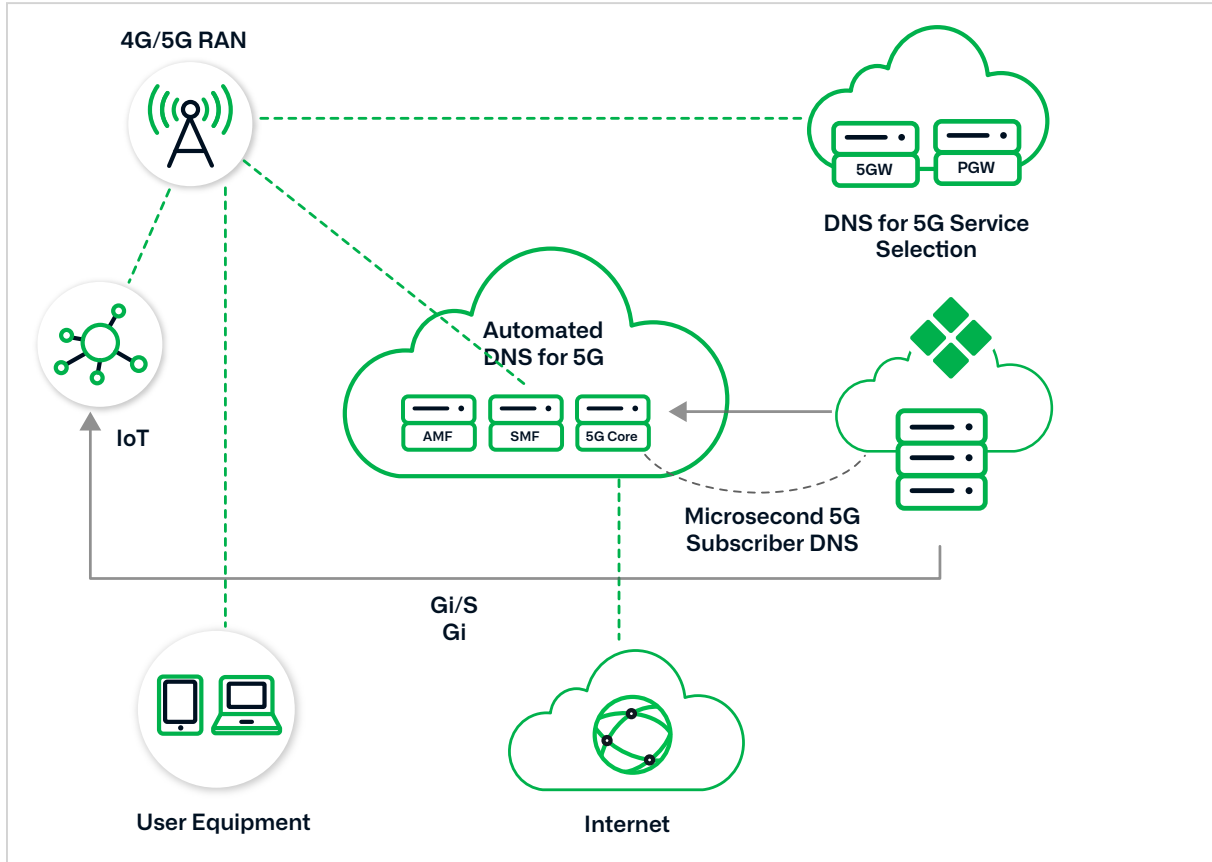 4G/5G RAN
5GW
PGW
DNS for 5G Service
Selection
Automated
DNS for 5G
AMF
SMF
5G Core
IoT
Microsecond 5G
Subscriber DNS
Gi/S
Gi
User Equipment
Internet